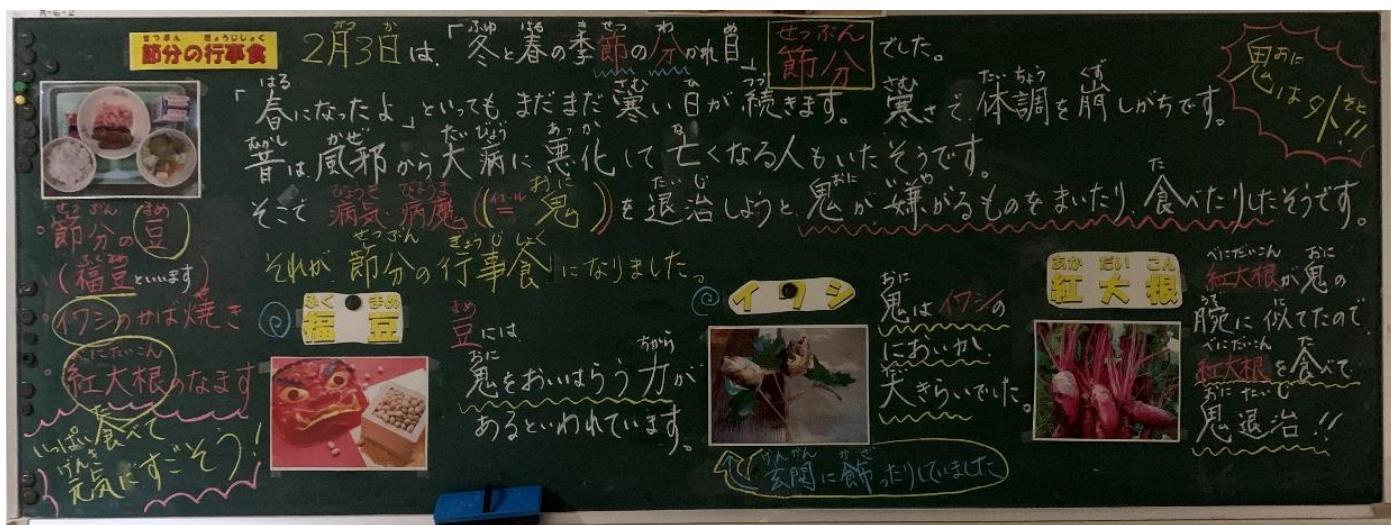 R-6-2
節分の行事食
2月3日は、「冬と春の季節の分かれ目」節分でした。
「春になったよ」といっても、まだまだ寒い日が続きます。寒さで体調を崩しがちです。
昔は風邪から大病に悪化して亡くなる人もいたそうです。
そこで病気、病魔(=鬼)を退治しようと、鬼が嫌がるものをまいたり、食べたりしたそうです。
それが「節分の行事食」になりました。
鬼は外!!
・節分の豆
(福豆といいます)
・イワシのかば焼き
・紅大根のなます
いっぱい食べて
元気にすごそう!
福豆
豆には、
鬼をおいはらう力が
あるといわれています。
イワシ
鬼はイワシの
においが、
大きらいでした。
玄関に飾ったりしていました
紅大根
紅大根が鬼の
腕に似てたので、
紅大根を食べて
鬼退治!!